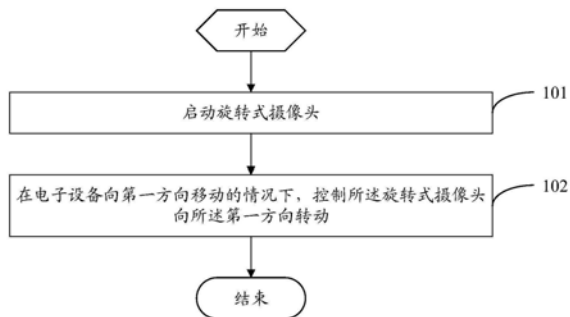 开始
101
启动旋转式摄像头
102
在电子设备向第一方向移动的情况下，控制所述旋转式摄像头
向所述第一方向转动
结束